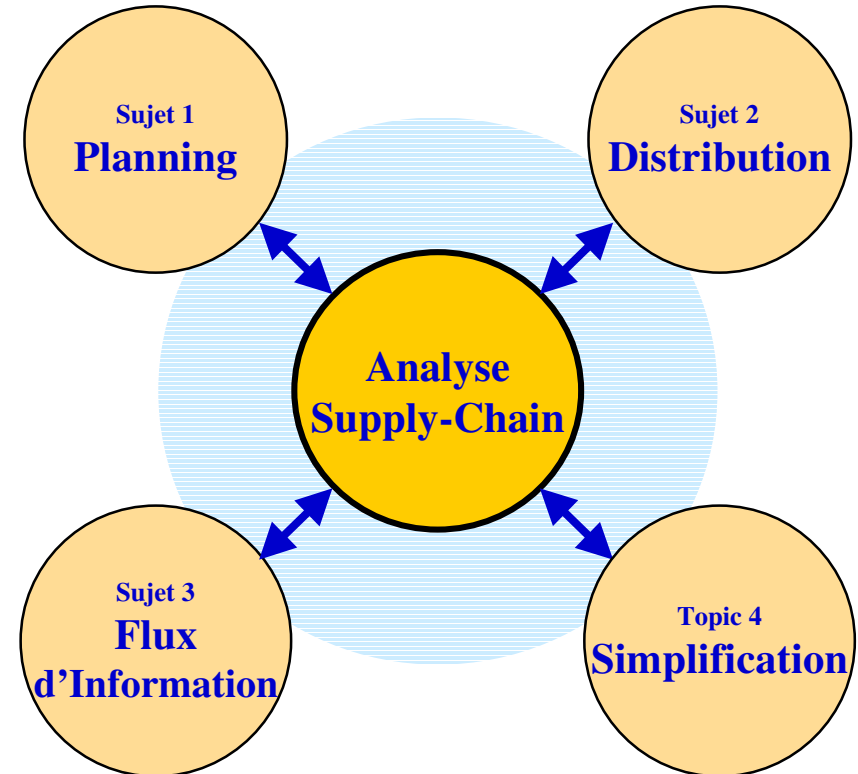 Sujet 1
Planning
Sujet 2
Distribution
Analyse
Supply-Chain
Sujet 3
Flux
d’Information
Topic 4
Simplification